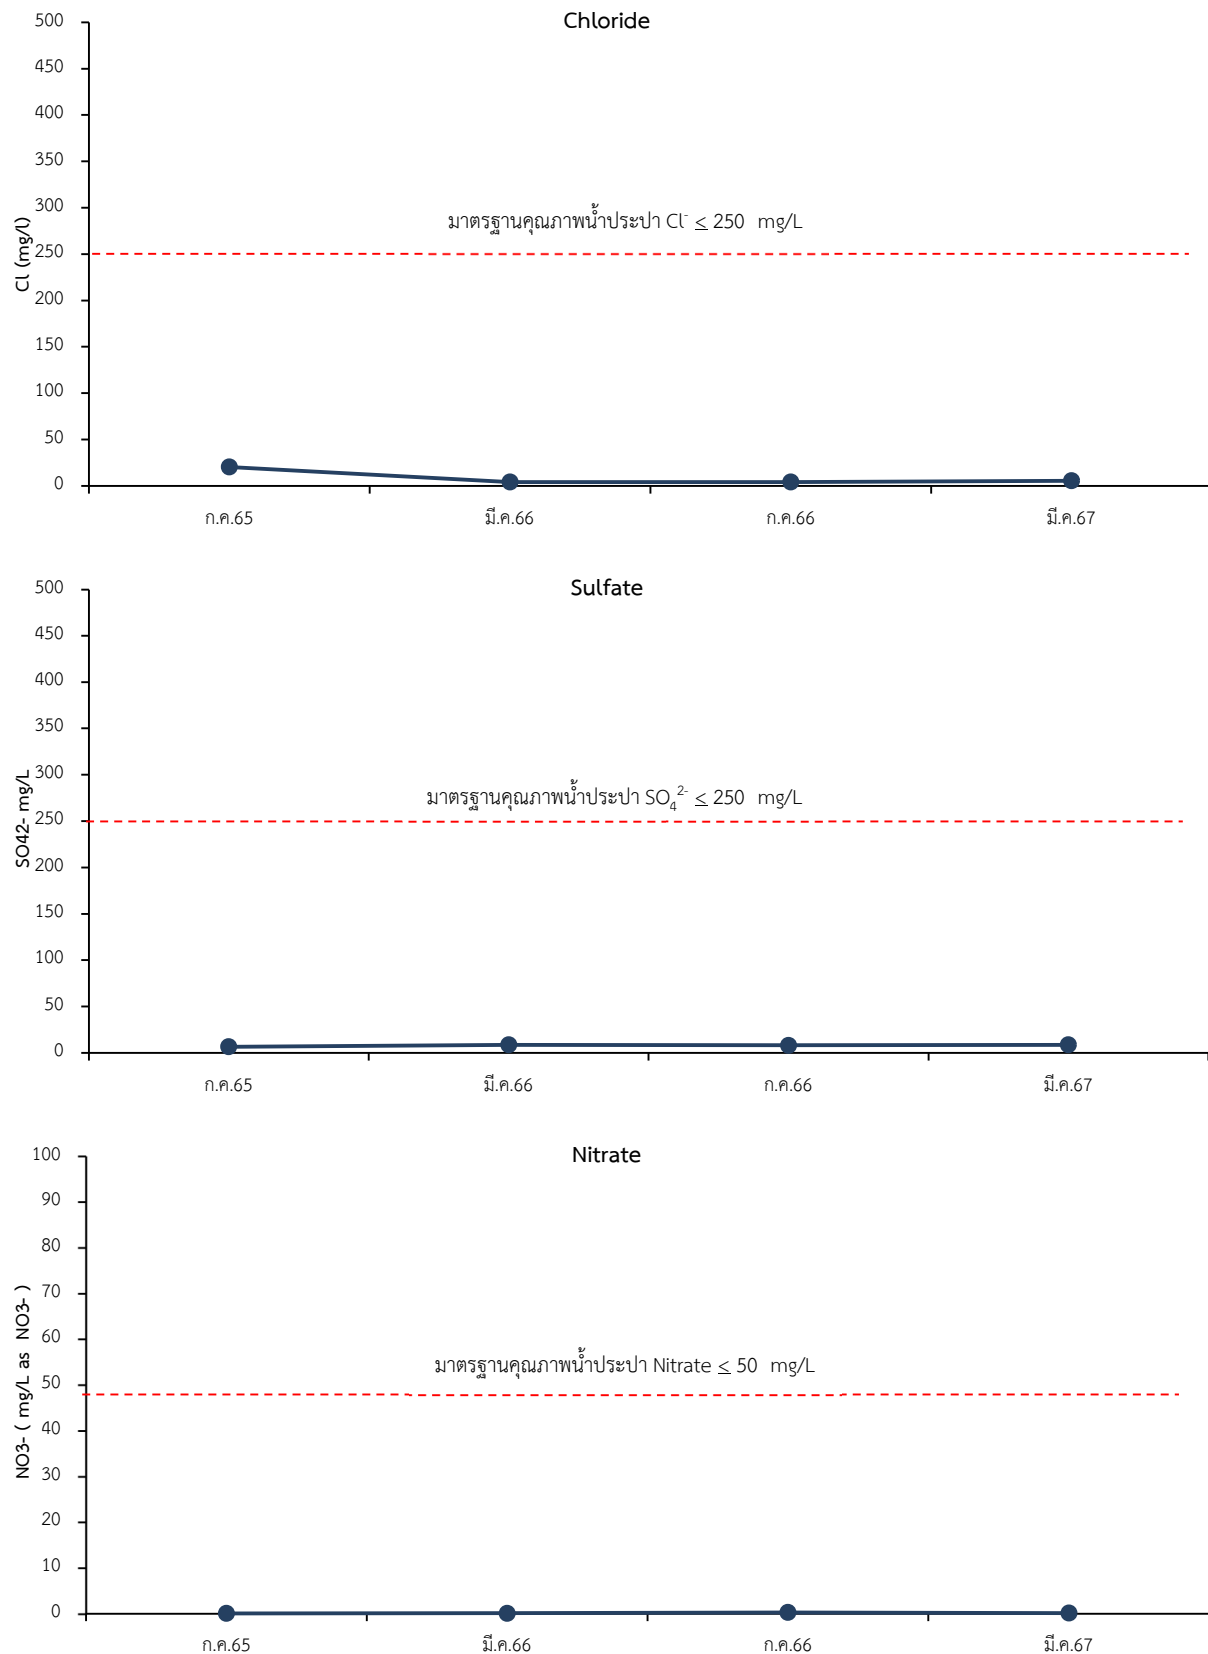 Chloride
500
450
400
350
300
250
200
150
100
50
0
Cl (mg/l)
มาตรฐานคุณภาพน้ำประปา Cl⁻ ≤ 250 mg/L
ก.ค.65 มี.ค.66 ก.ค.66 มี.ค.67
Sulfate
500
450
400
350
300
250
200
150
100
50
0
SO42- mg/L
มาตรฐานคุณภาพน้ำประปา SO₄²⁻ ≤ 250 mg/L
ก.ค.65 มี.ค.66 ก.ค.66 มี.ค.67
Nitrate
100
90
80
70
60
50
40
30
20
10
0
NO3- ( mg/L as NO3- )
มาตรฐานคุณภาพน้ำประปา Nitrate ≤ 50 mg/L
ก.ค.65 มี.ค.66 ก.ค.66 มี.ค.67